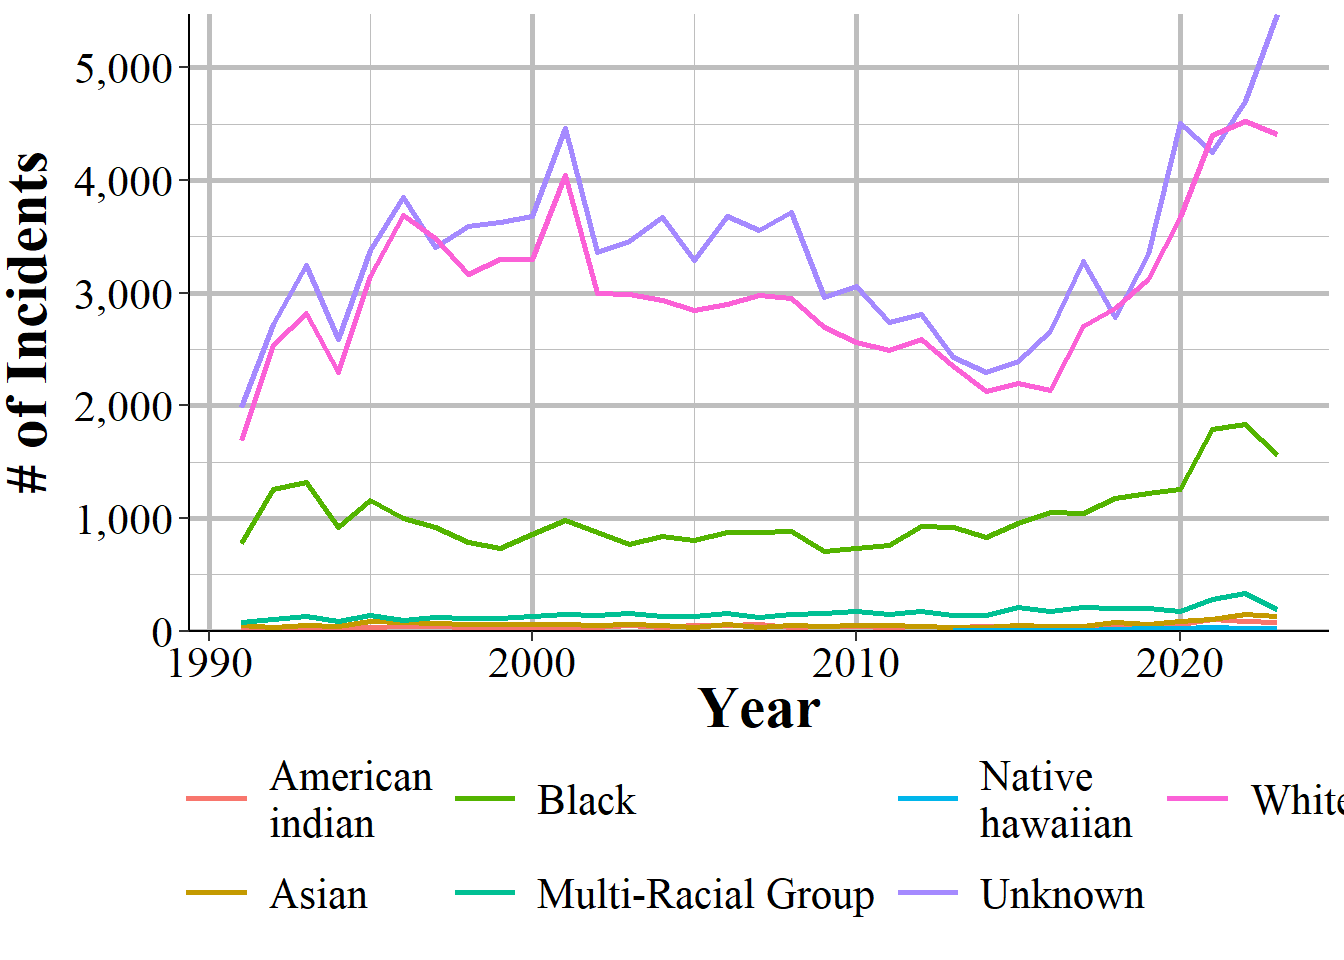 # of Incidents
5,000
4,000
3,000
2,000
1,000
0
1990
2000
2010
2020
Year
American
indian
Black
Native
hawaiian
White
Asian
Multi-Racial Group
Unknown